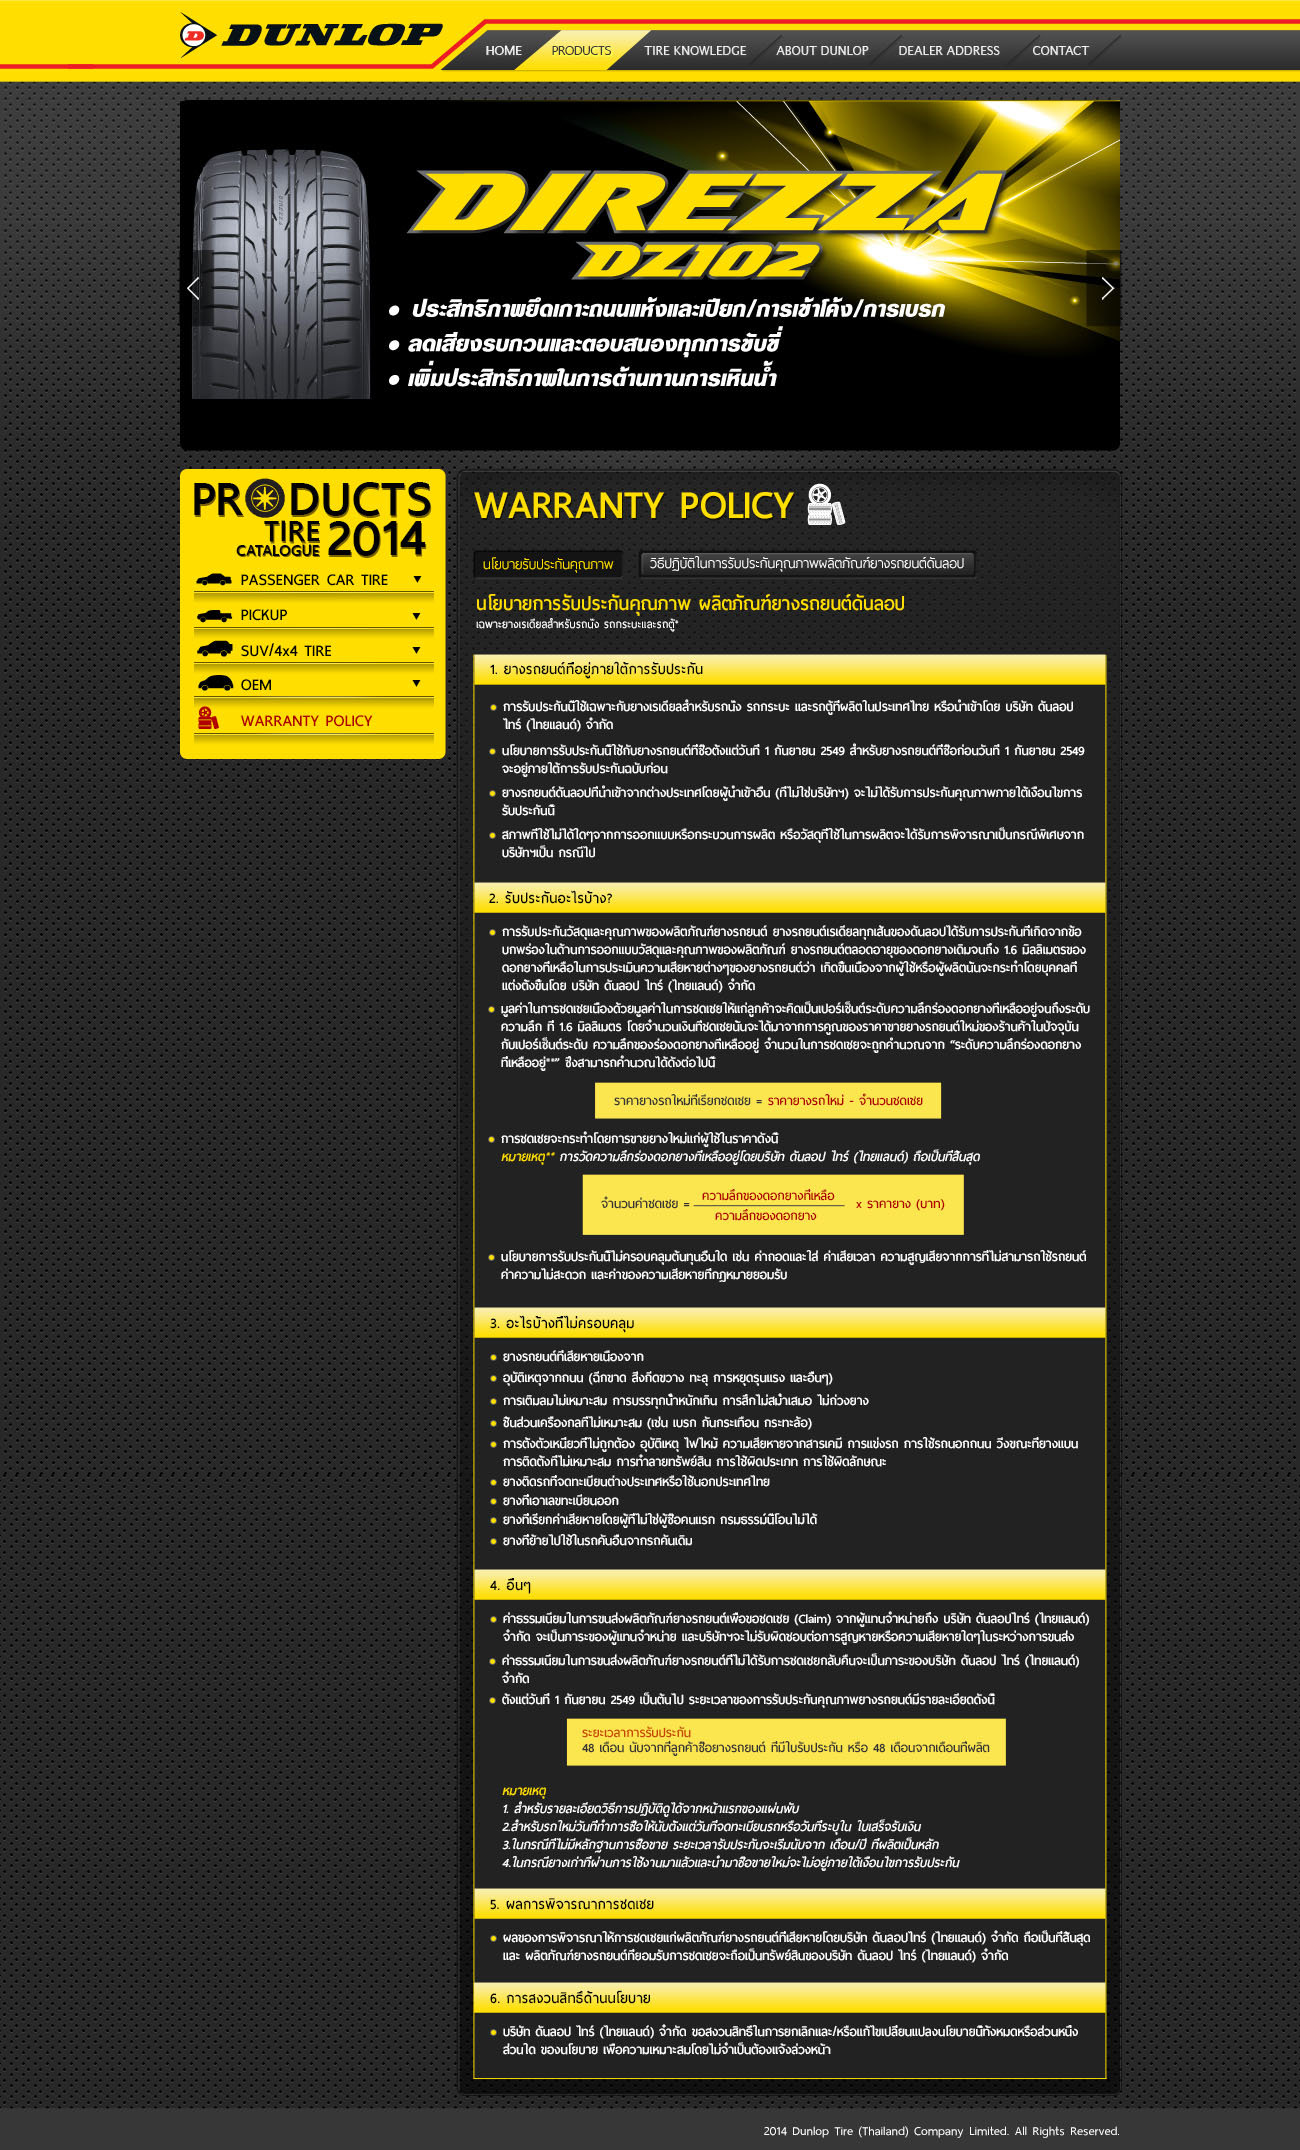 DUNLOP
HOME PRODUCTS TIRE KNOWLEDGE ABOUT DUNLOP DEALER ADDRESS CONTACT
DIREZZA
DZ102
• ประสิทธิภาพยึดเกาะถนนแห้งและเปียก/การเข้าโค้ง/การเบรก
• ลดเสียงรบกวนและตอบสนองทุกการขับขี่
• เพิ่มประสิทธิภาพในการต้านทานการเหินน้ำ
PRODUCTS
TIRE
CATALOGUE 2014
PASSENGER CAR TIRE
PICKUP
SUV/4x4 TIRE
OEM
WARRANTY POLICY
WARRANTY POLICY
นโยบายรับประกันคุณภาพ วิธีปฏิบัติในการรับประกันคุณภาพผลิตภัณฑ์ยางรถยนต์ดันลอป
นโยบายการรับประกันคุณภาพ ผลิตภัณฑ์ยางรถยนต์ดันลอป
เฉพาะยางเรเดียลสำหรับรถนั่ง รถกระบะและรถตู้*
1. ยางรถยนต์ที่อยู่ภายใต้การรับประกัน
• การรับประกันนี้ใช้เฉพาะกับยางเรเดียลสำหรับรถนั่ง รถกระบะ และรถตู้ที่ผลิตในประเทศไทย หรือนำเข้าโดย บริษัท ดันลอป
ไทร์ (ไทยแลนด์) จำกัด
• นโยบายการรับประกันนี้ใช้กับยางรถยนต์ที่ซื้อตั้งแต่วันที่ 1 กันยายน 2549 สำหรับยางรถยนต์ที่ซื้อก่อนวันที่ 1 กันยายน 2549
จะอยู่ภายใต้การรับประกันฉบับก่อน
• ยางรถยนต์ดันลอปที่นำเข้าจากต่างประเทศโดยผู้นำเข้าอื่น (ที่ไม่ใช่บริษัทฯ) จะไม่ได้รับการประกันคุณภาพภายใต้เงื่อนไขการ
รับประกันนี้
• สภาพที่ใช้ไม่ได้ใดๆจากการออกแบบหรือกระบวนการผลิต หรือวัสดุที่ใช้ในการผลิตจะได้รับการพิจารณาเป็นกรณีพิเศษจาก
บริษัทฯเป็น กรณีไป
2. รับประกันอะไรบ้าง?
• การรับประกันวัสดุและคุณภาพของผลิตภัณฑ์ยางรถยนต์ ยางรถยนต์เรเดียลทุกเส้นของดันลอปได้รับการประกันที่เกิดจากข้อ
บกพร่องในด้านการออกแบบวัสดุและคุณภาพของผลิตภัณฑ์ ยางรถยนต์ตลอดอายุของดอกยางเดิมจนถึง 1.6 มิลลิเมตรของ
ดอกยางที่เหลือในการประเมินความเสียหายต่างๆของยางรถยนต์ว่า เกิดขึ้นเนื่องจากผู้ใช้หรือผู้ผลิตนั้นจะกระทำโดยบุคคลที่
แต่งตั้งขึ้นโดย บริษัท ดันลอป ไทร์ (ไทยแลนด์) จำกัด
• มูลค่าในการชดเชยเนื่องด้วยมูลค่าในการชดเชยให้แก่ลูกค้าจะคิดเป็นเปอร์เซ็นต์ระดับความลึกร่องดอกยางที่เหลืออยู่จนถึงระดับ
ความลึก ที่ 1.6 มิลลิเมตร โดยจำนวนเงินที่ชดเชยนั้นจะได้มาจากการคูณของราคาขายยางรถยนต์ใหม่ของร้านค้าในปัจจุบัน
กับเปอร์เซ็นต์ระดับ ความลึกของร่องดอกยางที่เหลืออยู่ จำนวนในการชดเชยจะถูกคำนวณจาก "ระดับความลึกร่องดอกยาง
ที่เหลืออยู่**" ซึ่งสามารถคำนวณได้ดังต่อไปนี้
ราคายางรถใหม่ที่เรียกชดเชย = ราคายางรถใหม่ - จำนวนชดเชย
• การชดเชยจะกระทำโดยการขายยางใหม่แก่ผู้ใช้ในราคาดังนี้
หมายเหตุ** การวัดความลึกร่องดอกยางที่เหลืออยู่โดยบริษัท ดันลอป ไทร์ (ไทยแลนด์) ถือเป็นที่สิ้นสุด
จำนวนค่าชดเชย = ความลึกของดอกยางที่เหลือ x ราคายาง (บาท)
ความลึกของดอกยาง
• นโยบายการรับประกันนี้ไม่ครอบคลุมต้นทุนอื่นใด เช่น ค่าถอดและใส่ ค่าเสียเวลา ความสูญเสียจากการที่ไม่สามารถใช้รถยนต์
ค่าความไม่สะดวก และค่าของความเสียหายที่กฎหมายยอมรับ
3. อะไรบ้างที่ไม่ครอบคลุม
• ยางรถยนต์ที่เสียหายเนื่องจาก
• อุบัติเหตุจากถนน (ฉีกขาด สิ่งกีดขวาง ทะลุ การหยุดรุนแรง และอื่นๆ)
• การเติมลมไม่เหมาะสม การบรรทุกน้ำหนักเกิน การสึกไม่สม่ำเสมอ ไม่ถ่วงยาง
• ชิ้นส่วนเครื่องกลที่ไม่เหมาะสม (เช่น เบรก กันกระเทือน กระทะล้อ)
• การตั้งตัวเหนี่ยวที่ไม่ถูกต้อง อุบัติเหตุ ไฟไหม้ ความเสียหายจากสารเคมี การแข่งรถ การใช้รถนอกถนน วิ่งขณะที่ยางแบน
การติดตั้งที่ไม่เหมาะสม การทำลายทรัพย์สิน การใช้ผิดประเภท การใช้ผิดลักษณะ
• ยางติดรถที่จดทะเบียนต่างประเทศหรือใช้นอกประเทศไทย
• ยางที่เอาเลขทะเบียนออก
• ยางที่เรียกค่าเสียหายโดยผู้ที่ไม่ใช่ผู้ซื้อคนแรก กรมธรรม์นี้โอนไม่ได้
• ยางที่ย้ายไปใช้ในรถคันอื่นจากรถคันเดิม
4. อื่นๆ
• ค่าธรรมเนียมในการขนส่งผลิตภัณฑ์ยางรถยนต์เพื่อขอชดเชย (Claim) จากผู้แทนจำหน่ายถึง บริษัท ดันลอปไทร์ (ไทยแลนด์)
จำกัด จะเป็นภาระของผู้แทนจำหน่าย และบริษัทฯจะไม่รับผิดชอบต่อการสูญหายหรือความเสียหายใดๆในระหว่างการขนส่ง
• ค่าธรรมเนียมในการขนส่งผลิตภัณฑ์ยางรถยนต์ที่ไม่ได้รับการชดเชยกลับคืนจะเป็นภาระของบริษัท ดันลอป ไทร์ (ไทยแลนด์)
จำกัด
• ตั้งแต่วันที่ 1 กันยายน 2549 เป็นต้นไป ระยะเวลาของการรับประกันคุณภาพยางรถยนต์มีรายละเอียดดังนี้
ระยะเวลาการรับประกัน
48 เดือน นับจากที่ลูกค้าซื้อยางรถยนต์ ที่มีใบรับประกัน หรือ 48 เดือนจากเดือนที่ผลิต
หมายเหตุ
1. สำหรับรายละเอียดวิธีการปฏิบัติดูได้จากหน้าแรกของแผ่นพับ
2.สำหรับรถใหม่วันที่ทำการซื้อให้นับตั้งแต่วันที่จดทะเบียนรถหรือวันที่ระบุใน ใบเสร็จรับเงิน
3.ในกรณีที่ไม่มีหลักฐานการซื้อขาย ระยะเวลารับประกันจะเริ่มนับจาก เดือน/ปี ที่ผลิตเป็นหลัก
4.ในกรณียางเก่าที่ผ่านการใช้งานมาแล้วและนำมาซื้อขายใหม่จะไม่อยู่ภายใต้เงื่อนไขการรับประกัน
5. ผลการพิจารณาการชดเชย
• ผลของการพิจารณาให้การชดเชยแก่ผลิตภัณฑ์ยางรถยนต์ที่เสียหายโดยบริษัท ดันลอปไทร์ (ไทยแลนด์) จำกัด ถือเป็นที่สิ้นสุด
และ ผลิตภัณฑ์ยางรถยนต์ที่ยอมรับการชดเชยจะถือเป็นทรัพย์สินของบริษัท ดันลอป ไทร์ (ไทยแลนด์) จำกัด
6. การสงวนสิทธิ์ด้านนโยบาย
• บริษัท ดันลอป ไทร์ (ไทยแลนด์) จำกัด ขอสงวนสิทธิ์ในการยกเลิกและ/หรือแก้ไขเปลี่ยนแปลงนโยบายนี้ทั้งหมดหรือส่วนหนึ่ง
ส่วนใด ของนโยบาย เพื่อความเหมาะสมโดยไม่จำเป็นต้องแจ้งล่วงหน้า
2014 Dunlop Tire (Thailand) Company Limited. All Rights Reserved.